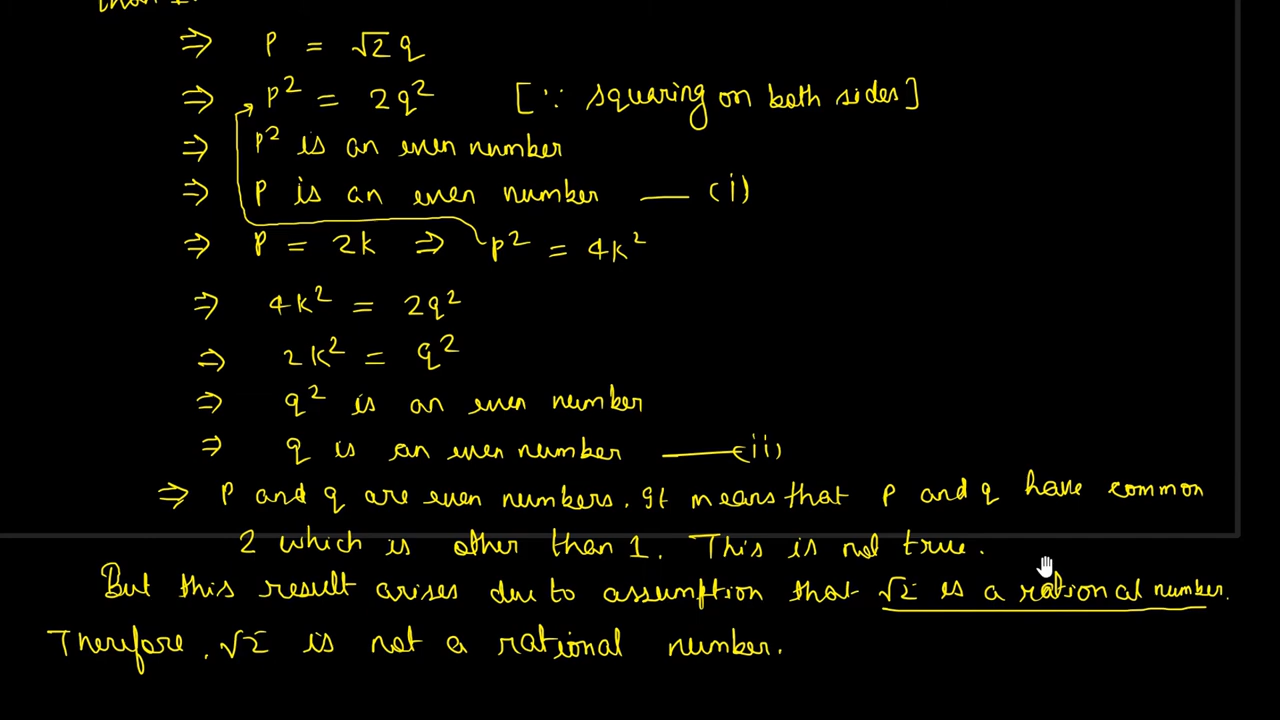 than 1.
⇒ P = √2 q
⇒ p² = 2q² [∵ squaring on both sides]
⇒ p² is an even number
⇒ P is an even number — (i)
⇒ P = 2k ⇒ p² = 4k²
⇒ 4k² = 2q²
⇒ 2k² = q²
⇒ q² is an even number
⇒ q is an even number — (ii)
⇒ P and q are even numbers. It means that P and q have common
2 which is other than 1. This is not true.
But this result arises due to assumption that √2 is a rational number.
Therefore, √2 is not a rational number.